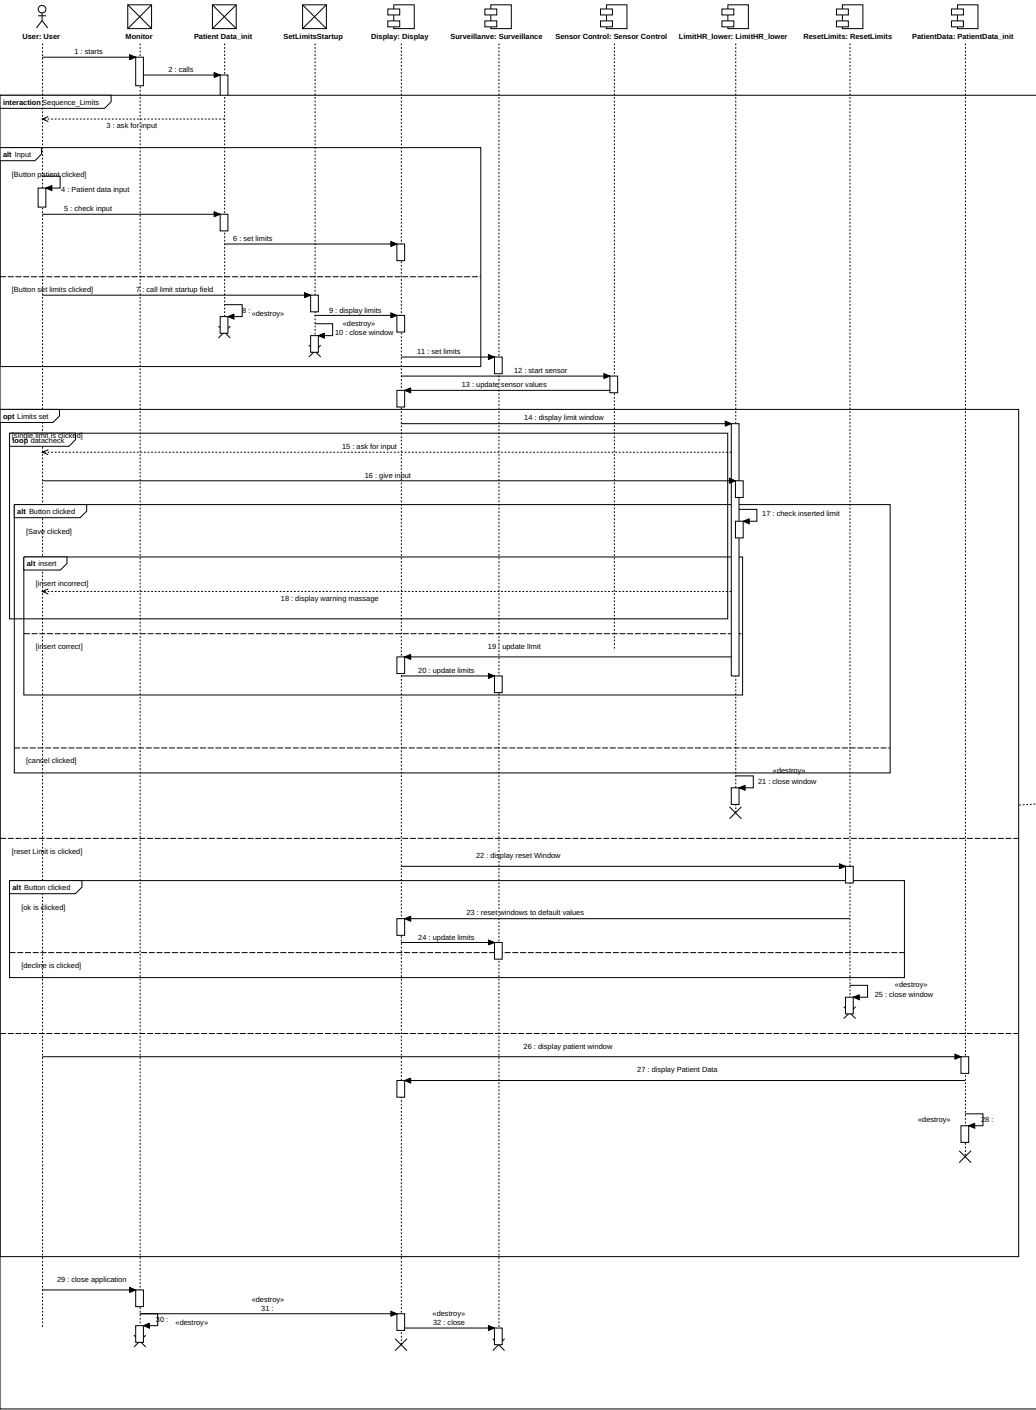 User: User
Monitor
Patient Data_init
SetLimitsStartup
Display: Display
Surveillanve: Surveillance
Sensor Control: Sensor Control
LimitHR_lower: LimitHR_lower
ResetLimits: ResetLimits
PatientData: PatientData_init
1 : starts
2 : calls
interaction Sequence_Limits
3 : ask for input
alt Input
[Button patient clicked]
4 : Patient data input
5 : check input
6 : set limits
[Button set limits clicked]
7 : call limit startup field
8 :
«destroy»
9 : display limits
«destroy»
10 : close window
11 : set limits
12 : start sensor
13 : update sensor values
opt Limits set
14 : display limit window
[single limit is clicked]
loop datacheck
15 : ask for input
16 : give input
alt Button clicked
17 : check inserted limit
[Save clicked]
alt insert
[insert incorrect]
18 : display warning massage
[insert correct]
19 : update limit
20 : update limits
[cancel clicked]
«destroy»
21 : close window
[reset Limit is clicked]
22 : display reset Window
alt Button clicked
[ok is clicked]
23 : reset windows to default values
24 : update limits
[decline is clicked]
«destroy»
25 : close window
26 : display patient window
27 : display Patient Data
«destroy»
28 :
29 : close application
«destroy»
31 :
30 :
«destroy»
«destroy»
32 : close